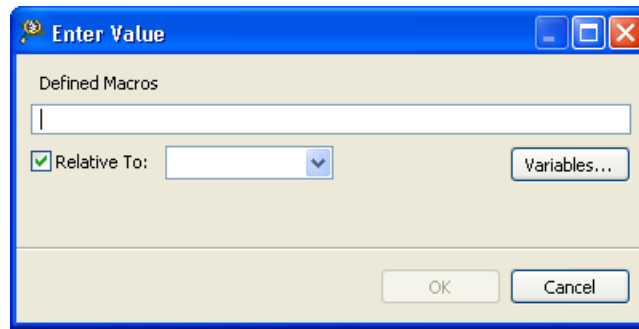 Enter Value
Defined Macros
Relative To:
Variables...
OK
Cancel